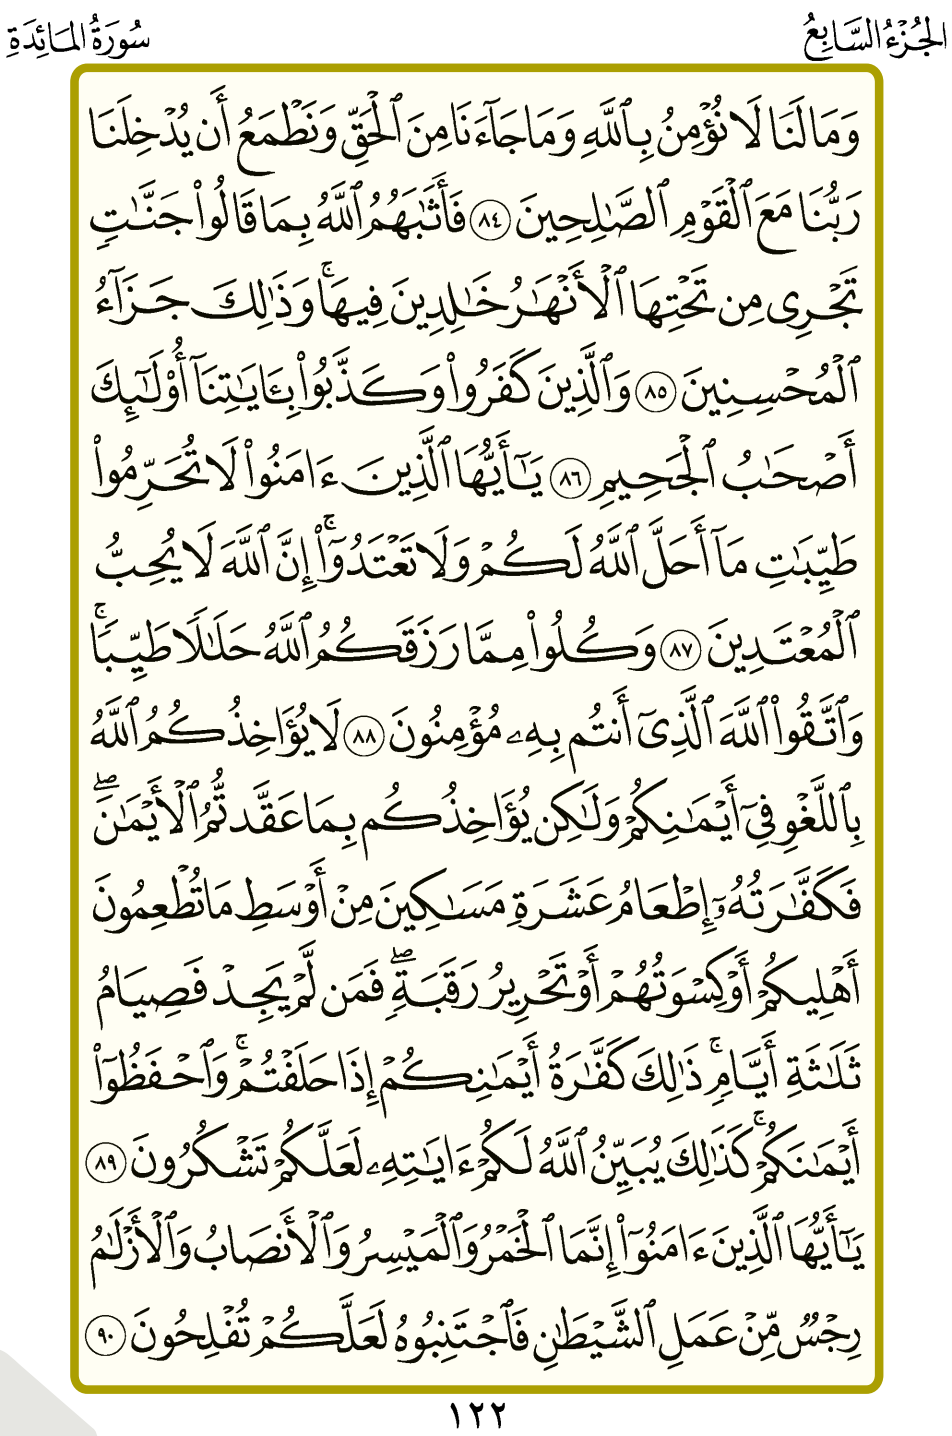 الجُزْءُ السَّابِعُ
سُورَةُ المَائِدَةِ
وَمَا لَنَا لَا نُؤْمِنُ بِٱللَّهِ وَمَا جَآءَنَا مِنَ ٱلْحَقِّ وَنَطْمَعُ أَن يُدْخِلَنَا
رَبُّنَا مَعَ ٱلْقَوْمِ ٱلصَّٰلِحِينَ ٨٤ فَأَثَٰبَهُمُ ٱللَّهُ بِمَا قَالُوا۟ جَنَّٰتٍ
تَجْرِى مِن تَحْتِهَا ٱلْأَنْهَٰرُ خَٰلِدِينَ فِيهَا ۚ وَذَٰلِكَ جَزَآءُ
ٱلْمُحْسِنِينَ ٨٥ وَٱلَّذِينَ كَفَرُوا۟ وَكَذَّبُوا۟ بِـَٔايَٰتِنَآ أُو۟لَٰٓئِكَ
أَصْحَٰبُ ٱلْجَحِيمِ ٨٦ يَٰٓأَيُّهَا ٱلَّذِينَ ءَامَنُوا۟ لَا تُحَرِّمُوا۟
طَيِّبَٰتِ مَآ أَحَلَّ ٱللَّهُ لَكُمْ وَلَا تَعْتَدُوٓا۟ ۚ إِنَّ ٱللَّهَ لَا يُحِبُّ
ٱلْمُعْتَدِينَ ٨٧ وَكُلُوا۟ مِمَّا رَزَقَكُمُ ٱللَّهُ حَلَٰلًا طَيِّبًا ۚ
وَٱتَّقُوا۟ ٱللَّهَ ٱلَّذِىٓ أَنتُم بِهِۦ مُؤْمِنُونَ ٨٨ لَا يُؤَاخِذُكُمُ ٱللَّهُ
بِٱللَّغْوِ فِىٓ أَيْمَٰنِكُمْ وَلَٰكِن يُؤَاخِذُكُم بِمَا عَقَّدتُّمُ ٱلْأَيْمَٰنَ ۖ
فَكَفَّٰرَتُهُۥٓ إِطْعَامُ عَشَرَةِ مَسَٰكِينَ مِنْ أَوْسَطِ مَا تُطْعِمُونَ
أَهْلِيكُمْ أَوْ كِسْوَتُهُمْ أَوْ تَحْرِيرُ رَقَبَةٍ ۖ فَمَن لَّمْ يَجِدْ فَصِيَامُ
ثَلَٰثَةِ أَيَّامٍ ۚ ذَٰلِكَ كَفَّٰرَةُ أَيْمَٰنِكُمْ إِذَا حَلَفْتُمْ ۚ وَٱحْفَظُوٓا۟
أَيْمَٰنَكُمْ ۚ كَذَٰلِكَ يُبَيِّنُ ٱللَّهُ لَكُمْ ءَايَٰتِهِۦ لَعَلَّكُمْ تَشْكُرُونَ ٨٩
يَٰٓأَيُّهَا ٱلَّذِينَ ءَامَنُوٓا۟ إِنَّمَا ٱلْخَمْرُ وَٱلْمَيْسِرُ وَٱلْأَنصَابُ وَٱلْأَزْلَٰمُ
رِجْسٌ مِّنْ عَمَلِ ٱلشَّيْطَٰنِ فَٱجْتَنِبُوهُ لَعَلَّكُمْ تُفْلِحُونَ ٩٠
١٢٢